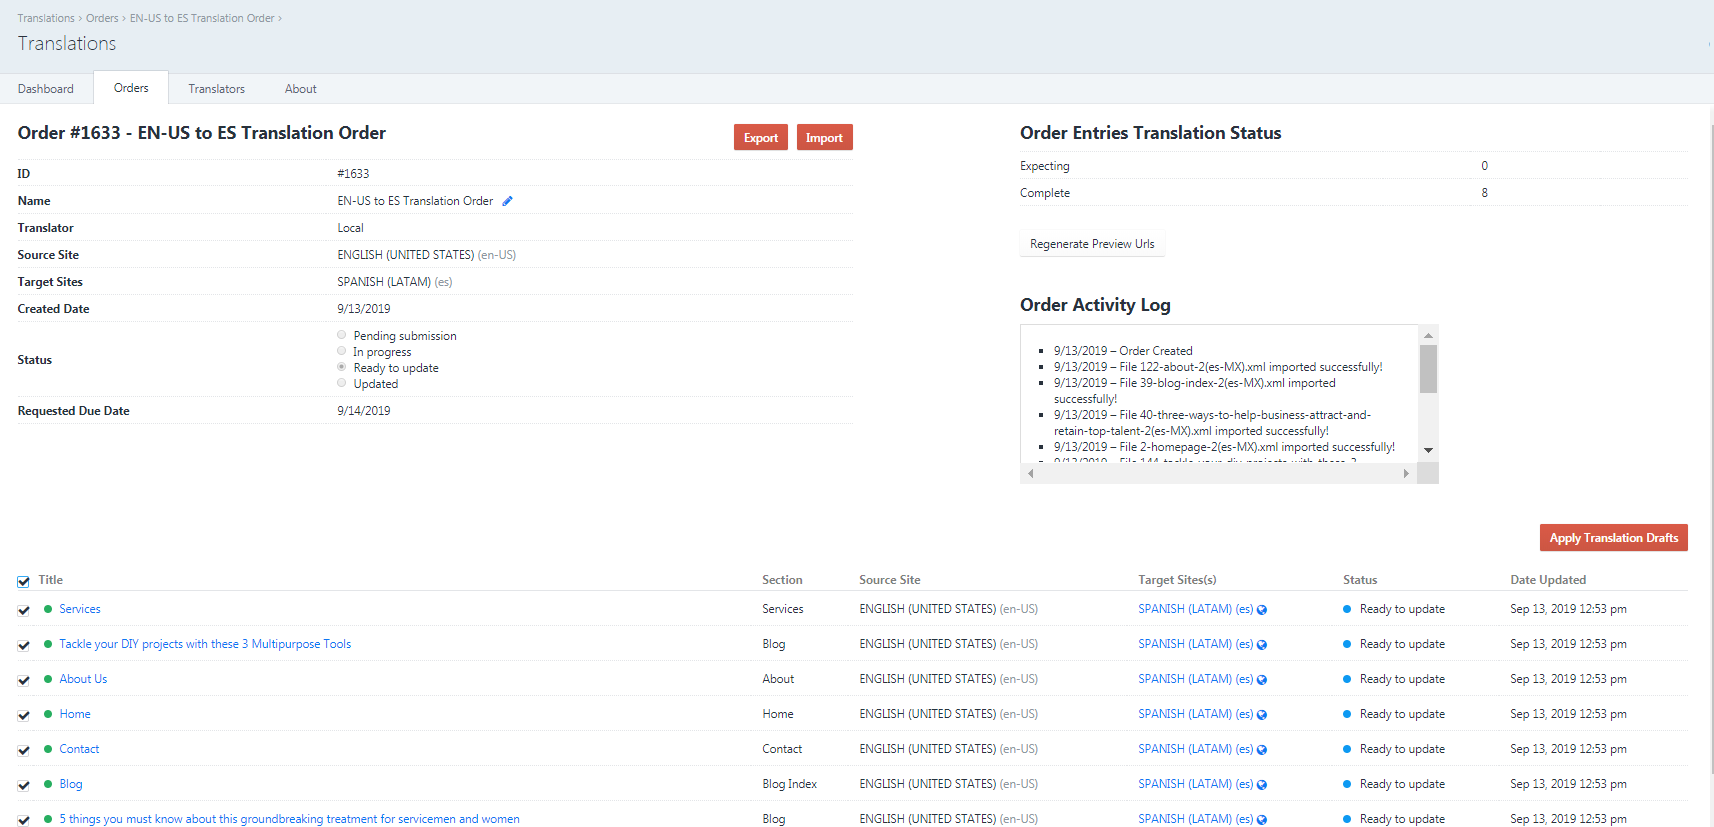 Translations › Orders › EN-US to ES Translation Order ›
Translations
Dashboard
Orders
Translators
About
Order #1633 - EN-US to ES Translation Order
Export
Import
ID #1633
Name EN-US to ES Translation Order
Translator Local
Source Site ENGLISH (UNITED STATES) (en-US)
Target Sites SPANISH (LATAM) (es)
Created Date 9/13/2019
Status
Pending submission
In progress
Ready to update
Updated
Requested Due Date 9/14/2019
Order Entries Translation Status
Expecting 0
Complete 8
Regenerate Preview Urls
Order Activity Log
9/13/2019 – Order Created
9/13/2019 – File 122-about-2(es-MX).xml imported successfully!
9/13/2019 – File 39-blog-index-2(es-MX).xml imported
successfully!
9/13/2019 – File 40-three-ways-to-help-business-attract-and-
retain-top-talent-2(es-MX).xml imported successfully!
9/13/2019 – File 2-homepage-2(es-MX).xml imported successfully!
9/13/2019 – File 144-tackle-your-diy-projects-with-these-3
Apply Translation Drafts
Title Section Source Site Target Sites(s) Status Date Updated
Services Services ENGLISH (UNITED STATES) (en-US) SPANISH (LATAM) (es) Ready to update Sep 13, 2019 12:53 pm
Tackle your DIY projects with these 3 Multipurpose Tools Blog ENGLISH (UNITED STATES) (en-US) SPANISH (LATAM) (es) Ready to update Sep 13, 2019 12:53 pm
About Us About ENGLISH (UNITED STATES) (en-US) SPANISH (LATAM) (es) Ready to update Sep 13, 2019 12:53 pm
Home Home ENGLISH (UNITED STATES) (en-US) SPANISH (LATAM) (es) Ready to update Sep 13, 2019 12:53 pm
Contact Contact ENGLISH (UNITED STATES) (en-US) SPANISH (LATAM) (es) Ready to update Sep 13, 2019 12:53 pm
Blog Blog Index ENGLISH (UNITED STATES) (en-US) SPANISH (LATAM) (es) Ready to update Sep 13, 2019 12:53 pm
5 things you must know about this groundbreaking treatment for servicemen and women Blog ENGLISH (UNITED STATES) (en-US) SPANISH (LATAM) (es) Ready to update Sep 13, 2019 12:53 pm